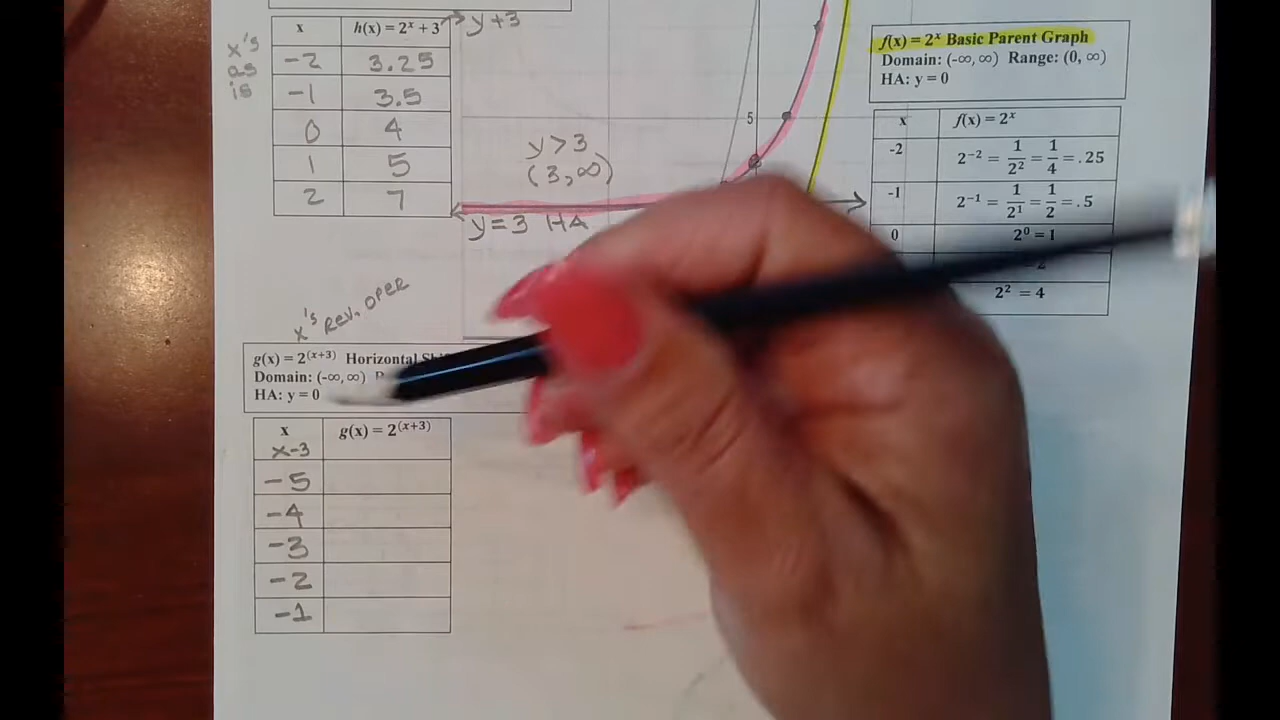 x h(x) = 2ˣ + 3 → y+3
x's as is
-2 3.25
-1 3.5
0 4
1 5
2 7
5
y > 3
(3, ∞)
y = 3 HA
f(x) = 2ˣ Basic Parent Graph
Domain: (-∞, ∞) Range: (0, ∞)
HA: y = 0
x f(x) = 2ˣ
-2 2⁻² = 1/2² = 1/4 = .25
-1 2⁻¹ = 1/2¹ = 1/2 = .5
0 2⁰ = 1
= 2
2² = 4
x's Rev. OPER
g(x) = 2⁽ˣ⁺³⁾ Horizontal
Domain: (-∞, ∞)
HA: y = 0
x g(x) = 2⁽ˣ⁺³⁾
x-3
-5
-4
-3
-2
-1